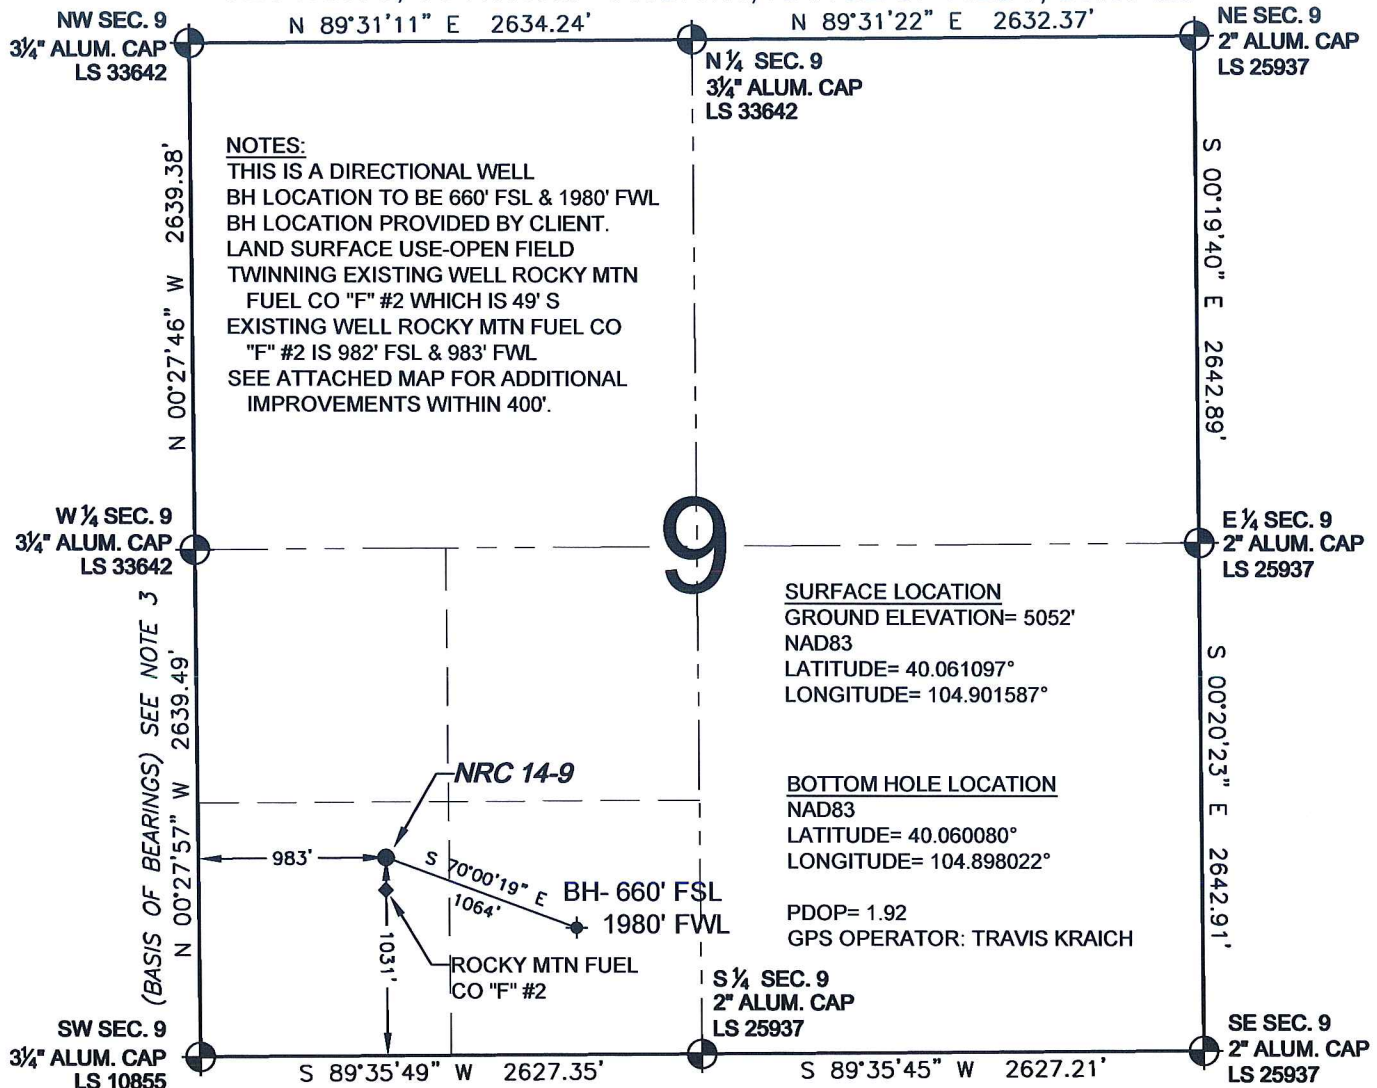 N 89°31'11" E 2634.24'
N 89°31'22" E 2632.37'
NW SEC. 9
3¼" ALUM. CAP
LS 33642
N ¼ SEC. 9
3¼" ALUM. CAP
LS 33642
NE SEC. 9
2" ALUM. CAP
LS 25937
N 00°27'46" W 2639.38'
NOTES:
THIS IS A DIRECTIONAL WELL
BH LOCATION TO BE 660' FSL & 1980' FWL
BH LOCATION PROVIDED BY CLIENT.
LAND SURFACE USE-OPEN FIELD
TWINNING EXISTING WELL ROCKY MTN
FUEL CO "F" #2 WHICH IS 49' S
EXISTING WELL ROCKY MTN FUEL CO
"F" #2 IS 982' FSL & 983' FWL
SEE ATTACHED MAP FOR ADDITIONAL
IMPROVEMENTS WITHIN 400'.
S 00°19'40" E 2642.89'
W ¼ SEC. 9
3¼" ALUM. CAP
LS 33642
9
E ¼ SEC. 9
2" ALUM. CAP
LS 25937
(BASIS OF BEARINGS) SEE NOTE 3
N 00°27'57" W 2639.49'
SURFACE LOCATION
GROUND ELEVATION= 5052'
NAD83
LATITUDE= 40.061097°
LONGITUDE= 104.901587°
S 00°20'23" E 2642.91'
NRC 14-9
983'
S 70°00'19" E
1064'
BH- 660' FSL
1980' FWL
1031'
ROCKY MTN FUEL
CO "F" #2
BOTTOM HOLE LOCATION
NAD83
LATITUDE= 40.060080°
LONGITUDE= 104.898022°
PDOP= 1.92
GPS OPERATOR: TRAVIS KRAICH
SW SEC. 9
3¼" ALUM. CAP
LS 10855
S ¼ SEC. 9
2" ALUM. CAP
LS 25937
SE SEC. 9
2" ALUM. CAP
LS 25937
S 89°35'49" W 2627.35'
S 89°35'45" W 2627.21'